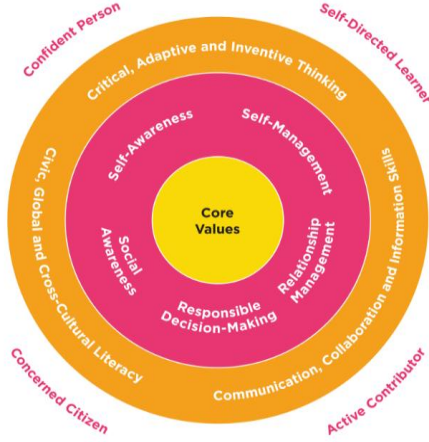 Confident Person
Self-Directed Learner
Critical, Adaptive and Inventive Thinking
Self-Awareness
Self-Management
Civic, Global and Cross-Cultural Literacy
Communication, Collaboration and Information Skills
Core
Values
Social
Awareness
Relationship
Management
Responsible
Decision-Making
Concerned Citizen
Active Contributor